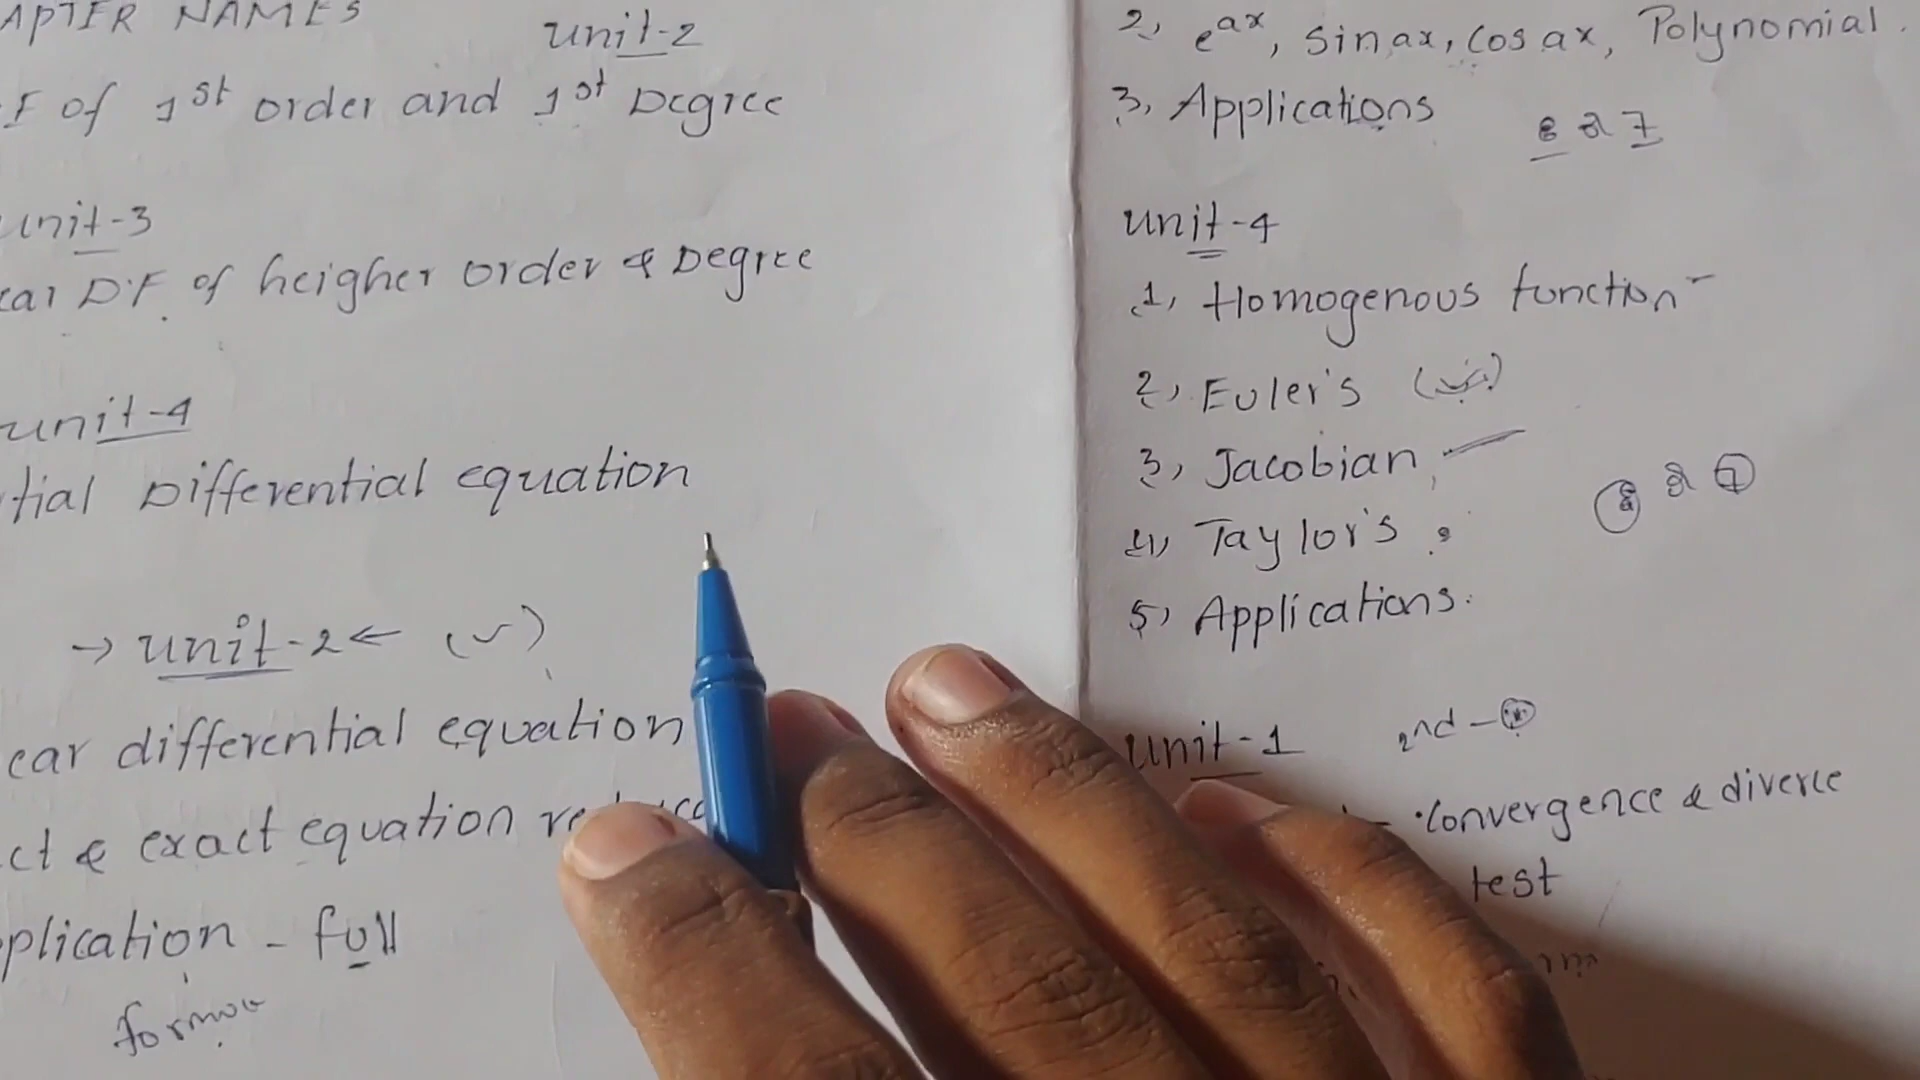 APTER NAMES
unit-2
F of 1st order and 1st Degree
unit-3
ear D.F of heigher order & Degree
unit-4
tial Differential equation
→ unit-2 ←
ear differential equation
ct & exact equation
plication - full
2, e^ax, sin ax, cos ax, Polynomial.
3, Applications
unit-4
1, Homogenous function
2, Euler's
3, Jacobian
4, Taylor's
5, Applications.
unit-1 2nd -
Convergence & diverce
test